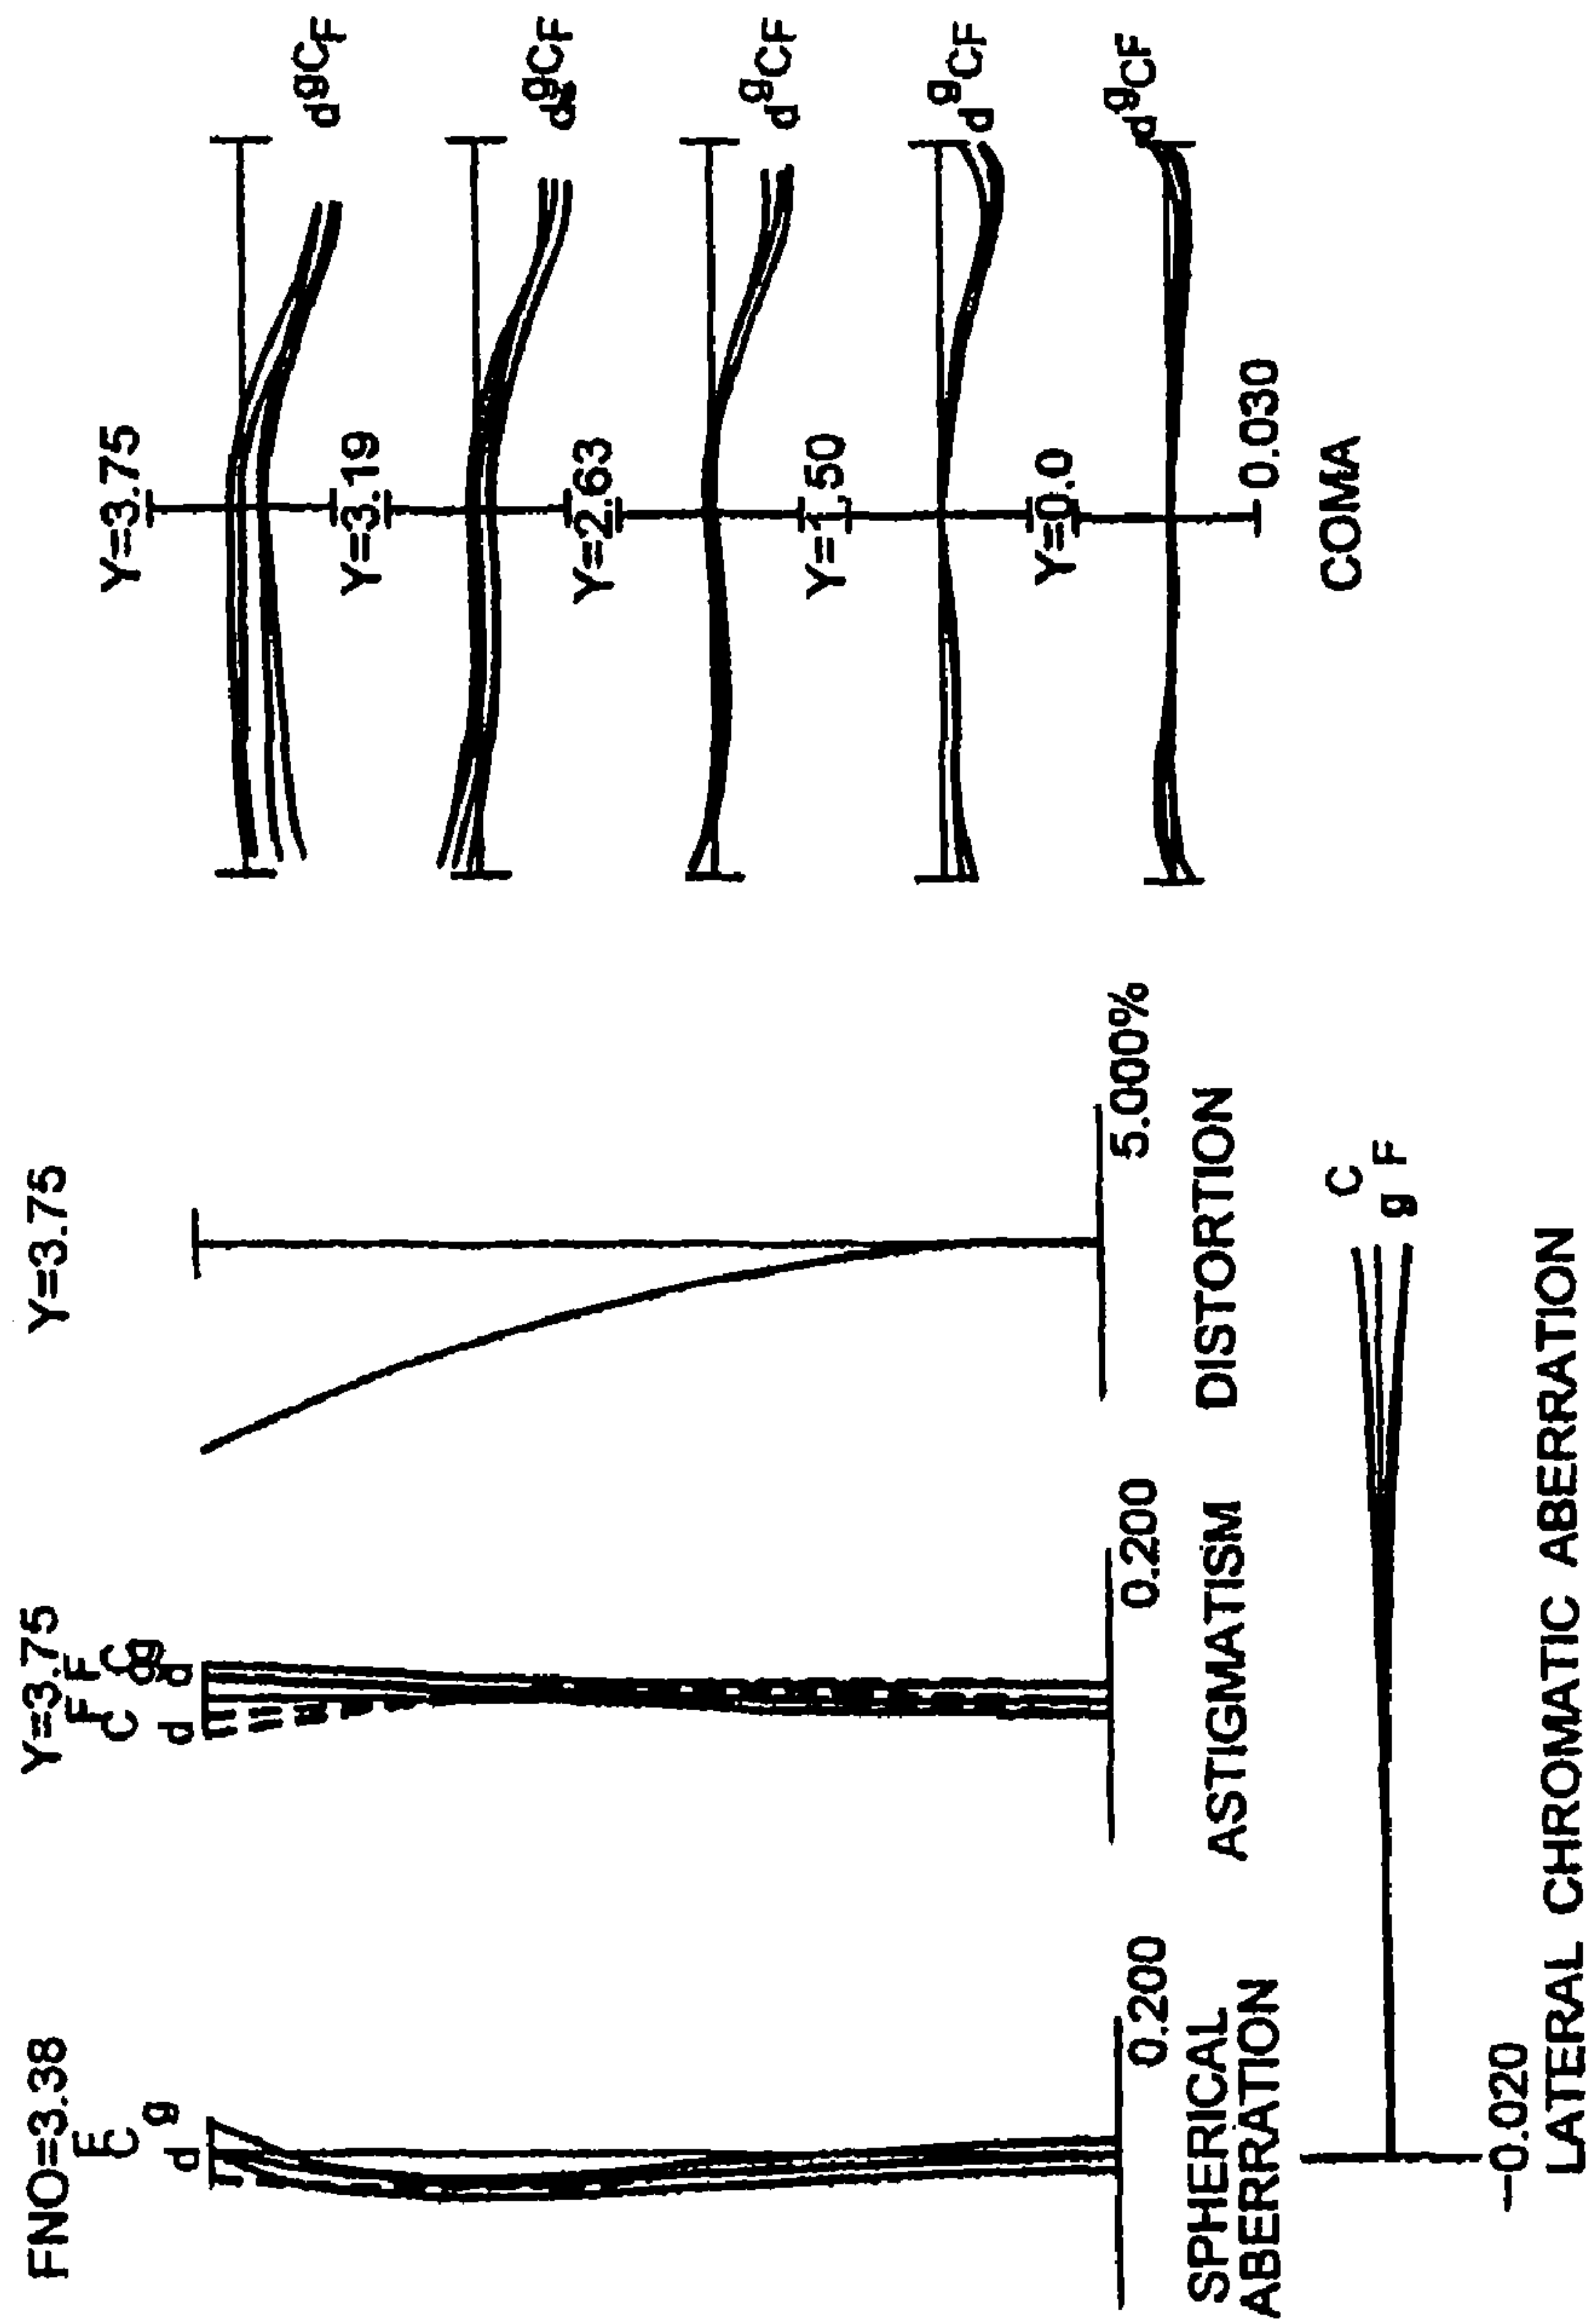 FNO=3.38
F
C
d
g
0.200
SPHERICAL
ABERRATION
Y=3.75
F F
C C
d d g
0.200
ASTIGMATISM
Y=3.75
5.000%
DISTORTION
Y=3.75
d g C F
Y=3.19
d g C F
Y=2.63
d g C F
Y=1.50
d g C F
Y=0.0
d g C F
0.030
COMA
C
g F
−0.020
LATERAL CHROMATIC ABERRATION